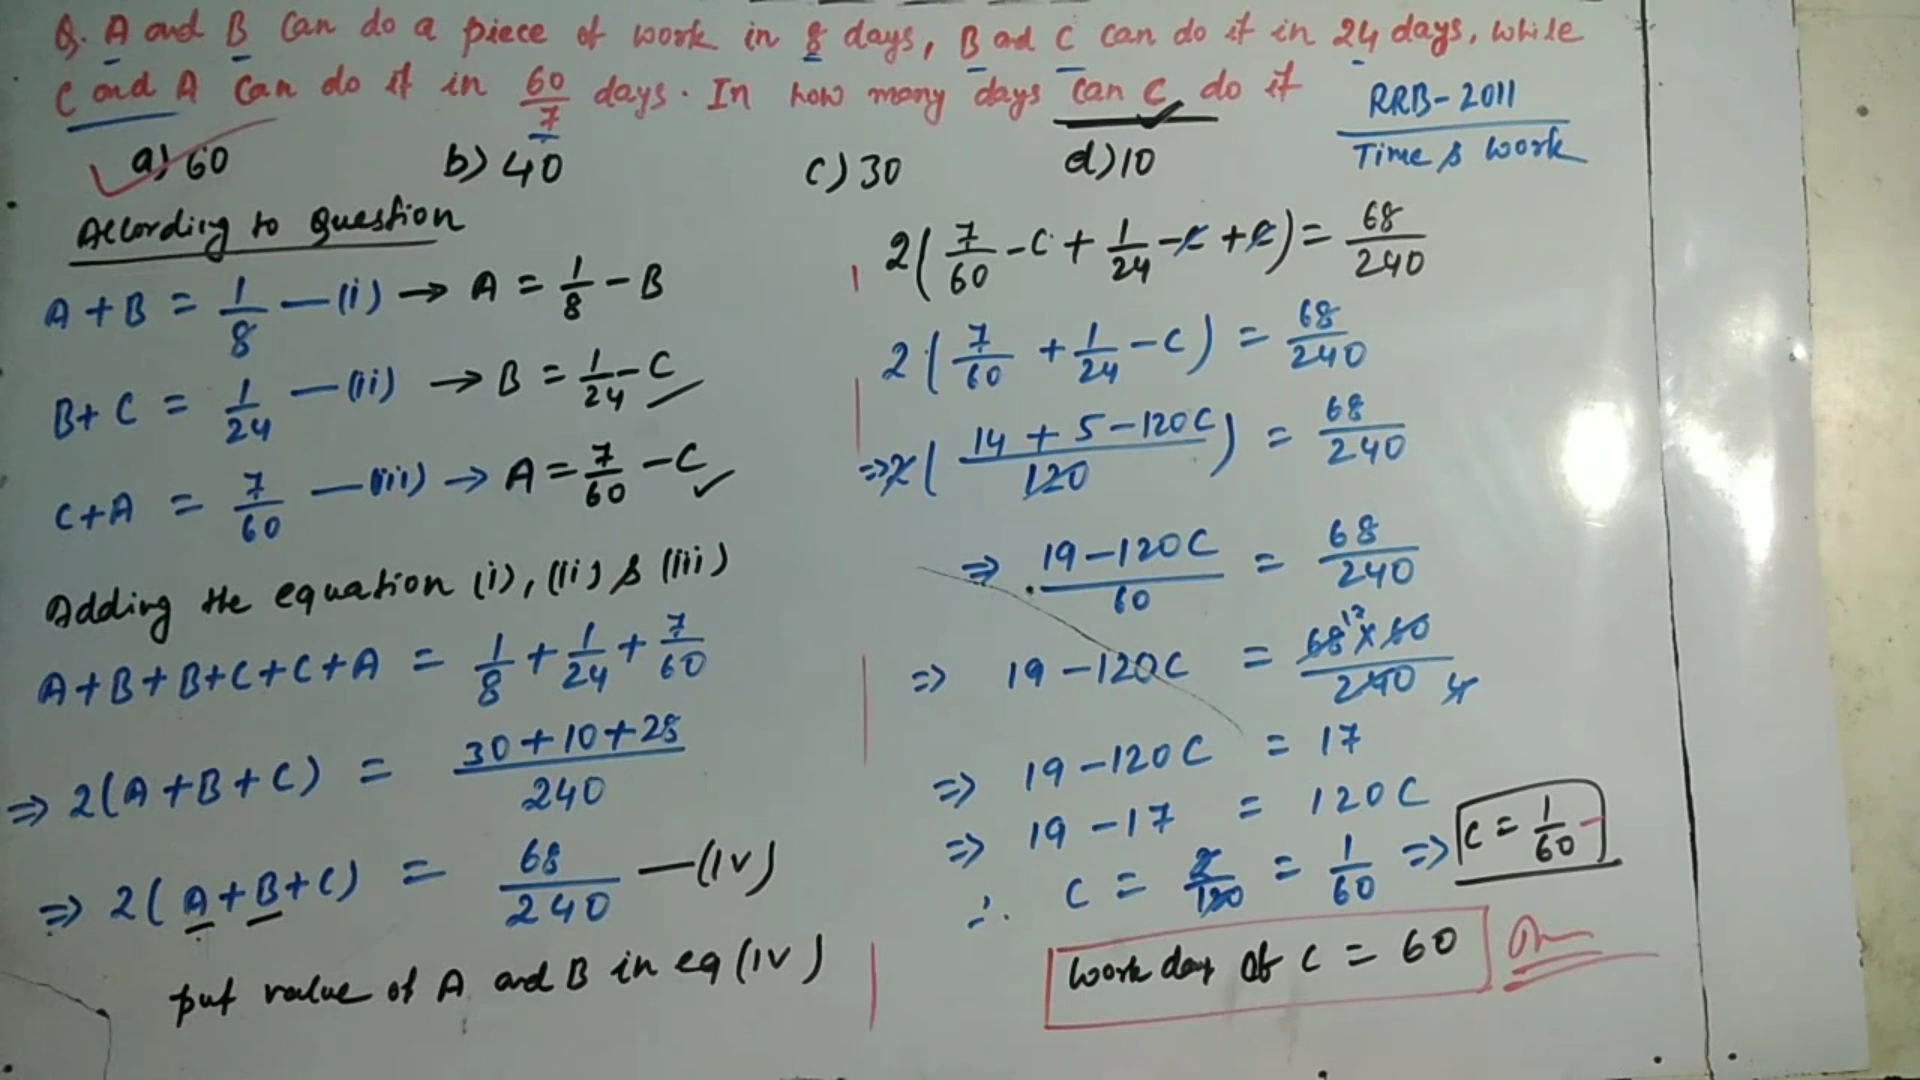 Q. A and B can do a piece of work in 8 days, B and C can do it in 24 days, while
C and A can do it in 60/7 days. In how many days can C do it
RRB-2011
Time & Work
a) 60 b) 40 c) 30 d) 10
According to Question
A + B = 1/8 —(i) → A = 1/8 - B
B + C = 1/24 —(ii) → B = 1/24 - C
C + A = 7/60 —(iii) → A = 7/60 - C
Adding the equation (i), (ii) & (iii)
A + B + B + C + C + A = 1/8 + 1/24 + 7/60
⇒ 2(A + B + C) = 30 + 10 + 28/240
⇒ 2(A + B + C) = 68/240 —(IV)
put value of A and B in eq (IV)
2(7/60 - C + 1/24 - C + C) = 68/240
2(7/60 + 1/24 - C) = 68/240
⇒ 2(14 + 5 - 120C/120) = 68/240
⇒ 19 - 120C/60 = 68/240
⇒ 19 - 120C = 68 17 × 60/240 4
⇒ 19 - 120C = 17
⇒ 19 - 17 = 120C
∴ C = 2/120 = 1/60 ⇒ C = 1/60
Work day of C = 60 Ans